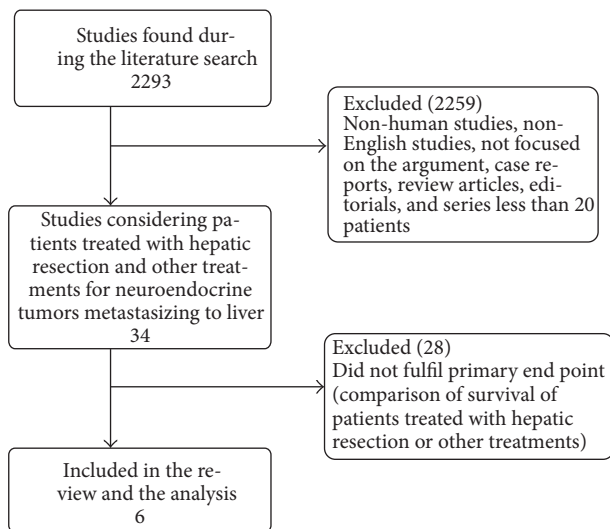 Studies found dur-
ing the literature search
2293
Excluded (2259)
Non-human studies, non-
English studies, not focused
on the argument, case re-
ports, review articles, edi-
torials, and series less than 20
patients
Studies considering pa-
tients treated with hepatic
resection and other treat-
ments for neuroendocrine
tumors metastasizing to liver
34
Excluded (28)
Did not fulfil primary end point
(comparison of survival of
patients treated with hepatic
resection or other treatments)
Included in the re-
view and the analysis
6